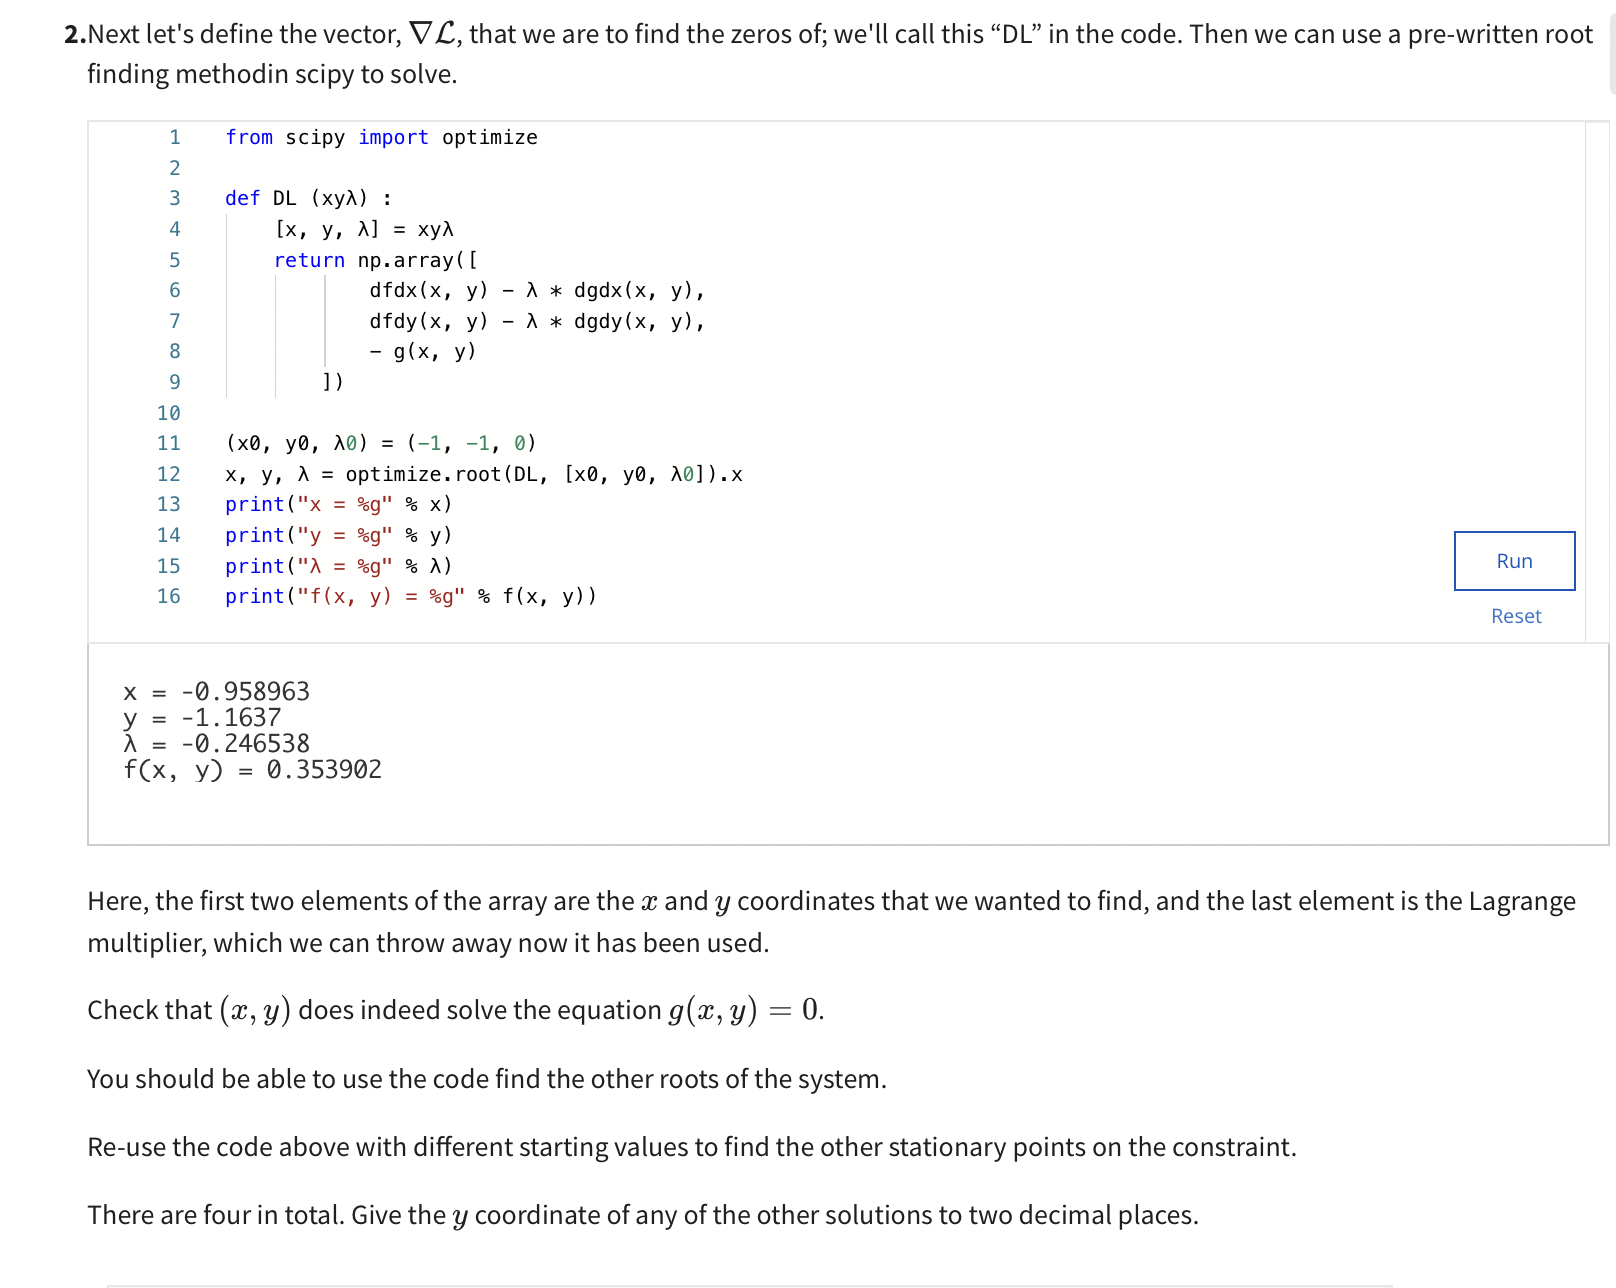 2.Next let's define the vector, ∇ℒ, that we are to find the zeros of; we'll call this “DL” in the code. Then we can use a pre-written root
finding methodin scipy to solve.
1 from scipy import optimize
2
3 def DL (xyλ) :
4     [x, y, λ] = xyλ
5     return np.array([
6             dfdx(x, y) - λ * dgdx(x, y),
7             dfdy(x, y) - λ * dgdy(x, y),
8             - g(x, y)
9         ])
10
11 (x0, y0, λ0) = (-1, -1, 0)
12 x, y, λ = optimize.root(DL, [x0, y0, λ0]).x
13 print("x = %g" % x)
14 print("y = %g" % y)
15 print("λ = %g" % λ)
16 print("f(x, y) = %g" % f(x, y))
Run
Reset
x = -0.958963
y = -1.1637
λ = -0.246538
f(x, y) = 0.353902
Here, the first two elements of the array are the x and y coordinates that we wanted to find, and the last element is the Lagrange
multiplier, which we can throw away now it has been used.
Check that (x, y) does indeed solve the equation g(x, y) = 0.
You should be able to use the code find the other roots of the system.
Re-use the code above with different starting values to find the other stationary points on the constraint.
There are four in total. Give the y coordinate of any of the other solutions to two decimal places.